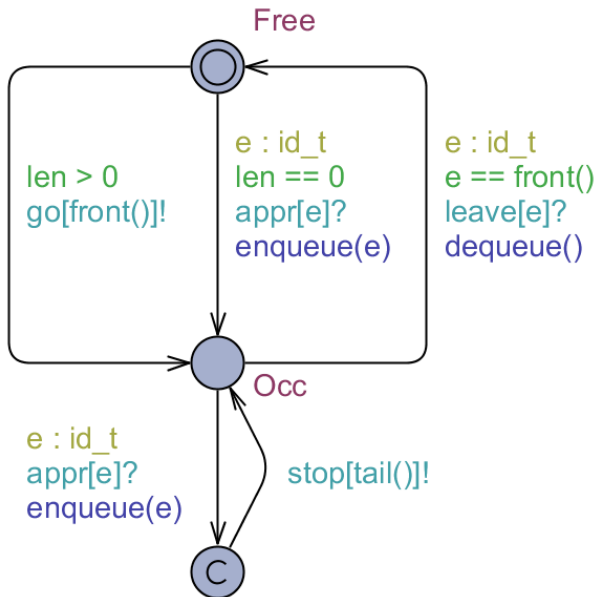 Free
len > 0
go[front()]!
e : id_t
len == 0
appr[e]?
enqueue(e)
e : id_t
e == front()
leave[e]?
dequeue()
Occ
e : id_t
appr[e]?
enqueue(e)
stop[tail()]!
C